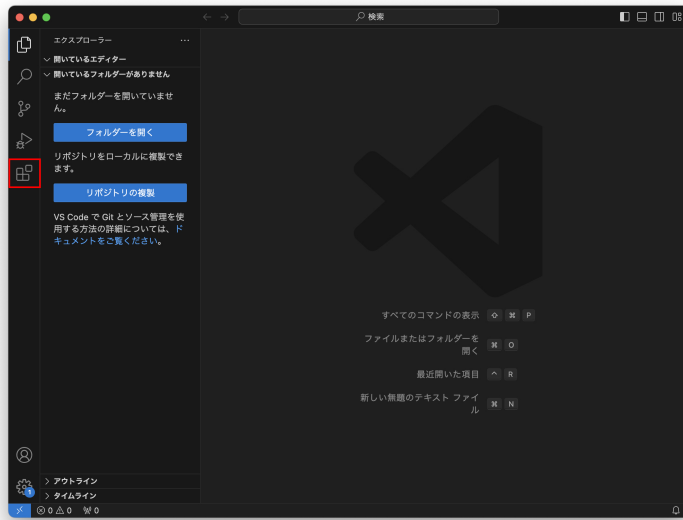 検索
エクスプローラー
開いているエディター
開いているフォルダーがありません
まだフォルダーを開いていませ
ん。
フォルダーを開く
リポジトリをローカルに複製でき
ます。
リポジトリの複製
VS Code で Git とソース管理を使
用する方法の詳細については、ド
キュメントをご覧ください。
すべてのコマンドの表示 ⇧ ⌘ P
ファイルまたはフォルダーを
開く ⌘ O
最近開いた項目 ^ R
新しい無題のテキスト ファイ
ル ⌘ N
1
アウトライン
タイムライン
0 0 0